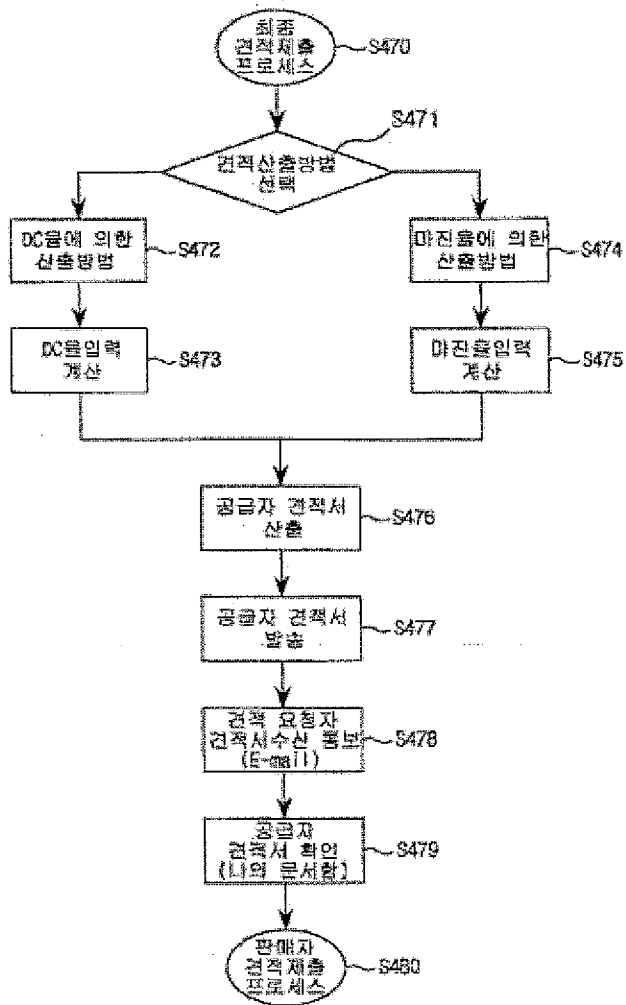 최종
견적제출
프로세스
S470
S471
견적산출방법
선택
DC율에 의한
산출방법
S472
마진율에 의한
산출방법
S474
DC율입력
계산
S473
마진율입력
계산
S475
공급자 견적서
산출
S476
공급자 견적서
발송
S477
견적 요청자
견적서수신 통보
(E-mail)
S478
공급자
견적서 확인
(나의 문서함)
S479
판매자
견적제출
프로세스
S480